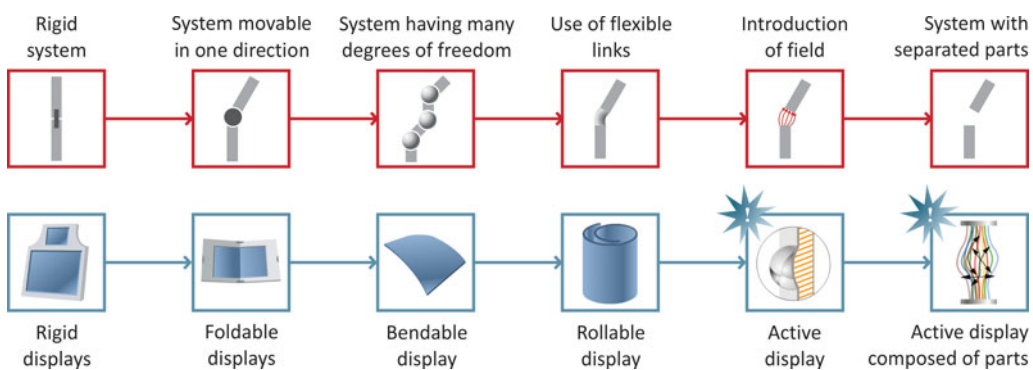 Rigid
system
System movable
in one direction
System having many
degrees of freedom
Use of flexible
links
Introduction
of field
System with
separated parts
!
!
Rigid
displays
Foldable
displays
Bendable
display
Rollable
display
Active
display
Active display
composed of parts